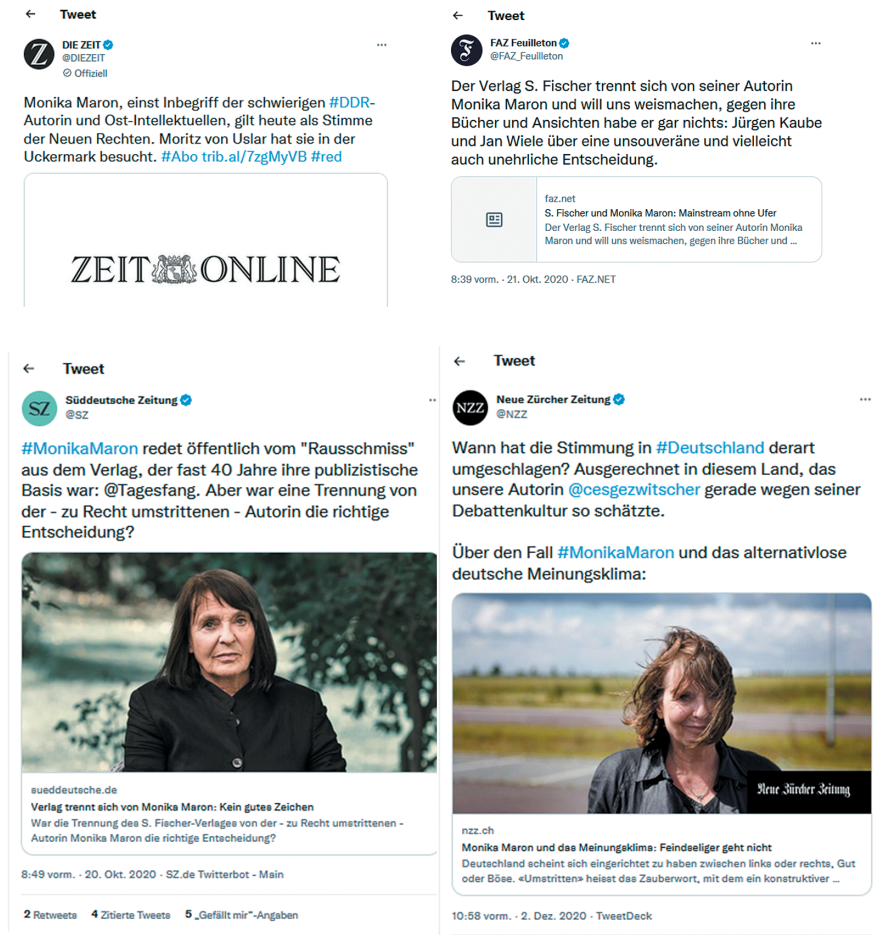 ← Tweet
DIE ZEIT
@DIEZEIT
Offiziell
Monika Maron, einst Inbegriff der schwierigen #DDR-
Autorin und Ost-Intellektuellen, gilt heute als Stimme
der Neuen Rechten. Moritz von Uslar hat sie in der
Uckermark besucht. #Abo trib.al/7zgMyVB #red
ZEIT ONLINE
← Tweet
FAZ Feuilleton
@FAZ_Feuilleton
Der Verlag S. Fischer trennt sich von seiner Autorin
Monika Maron und will uns weismachen, gegen ihre
Bücher und Ansichten habe er gar nichts: Jürgen Kaube
und Jan Wiele über eine unsouveräne und vielleicht
auch unehrliche Entscheidung.
faz.net
S. Fischer und Monika Maron: Mainstream ohne Ufer
Der Verlag S. Fischer trennt sich von seiner Autorin Monika
Maron und will uns weismachen, gegen ihre Bücher und ...
8:39 vorm. · 21. Okt. 2020 · FAZ.NET
← Tweet
SZ
Süddeutsche Zeitung
@SZ
#MonikaMaron redet öffentlich vom "Rausschmiss"
aus dem Verlag, der fast 40 Jahre ihre publizistische
Basis war: @Tagesfang. Aber war eine Trennung von
der - zu Recht umstrittenen - Autorin die richtige
Entscheidung?
sueddeutsche.de
Verlag trennt sich von Monika Maron: Kein gutes Zeichen
War die Trennung des S. Fischer-Verlages von der - zu Recht umstrittenen -
Autorin Monika Maron die richtige Entscheidung?
8:49 vorm. · 20. Okt. 2020 · SZ.de Twitterbot - Main
2 Retweets 4 Zitierte Tweets 5 „Gefällt mir“-Angaben
← Tweet
NZZ
Neue Zürcher Zeitung
@NZZ
Wann hat die Stimmung in #Deutschland derart
umgeschlagen? Ausgerechnet in diesem Land, das
unsere Autorin @cesgezwitscher gerade wegen seiner
Debattenkultur so schätzte.
Über den Fall #MonikaMaron und das alternativlose
deutsche Meinungsklima:
Neue Zürcher Zeitung
nzz.ch
Monika Maron und das Meinungsklima: Feindseliger geht nicht
Deutschland scheint sich eingerichtet zu haben zwischen links oder rechts, Gut
oder Böse. «Umstritten» heisst das Zauberwort, mit dem ein konstruktiver ...
10:58 vorm. · 2. Dez. 2020 · TweetDeck